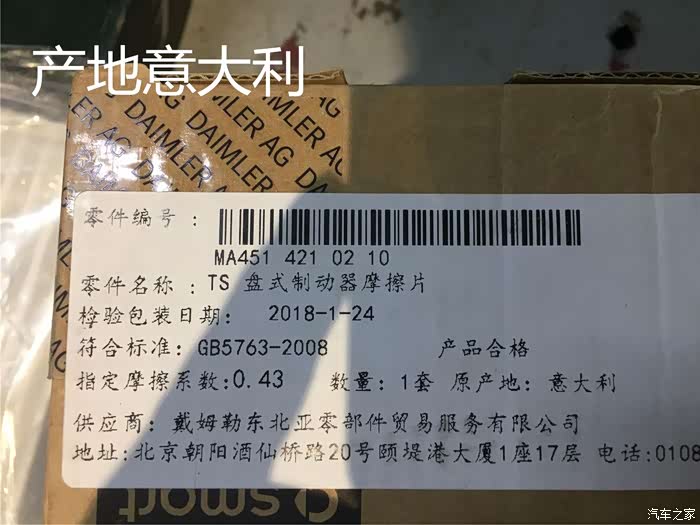 产地意大利
DAIMLER AG DAIMLER AG
零件编号 :
MA451 421 02 10
零件名称 : TS 盘式制动器摩擦片
检验包装日期: 2018-1-24
符合标准: GB5763-2008 产品合格
指定摩擦系数:0.43 数量: 1套 原产地: 意大利
供应商: 戴姆勒东北亚零部件贸易服务有限公司
地址:北京朝阳酒仙桥路20号颐堤港大厦1座17层 电话:0108
smart
汽车之家